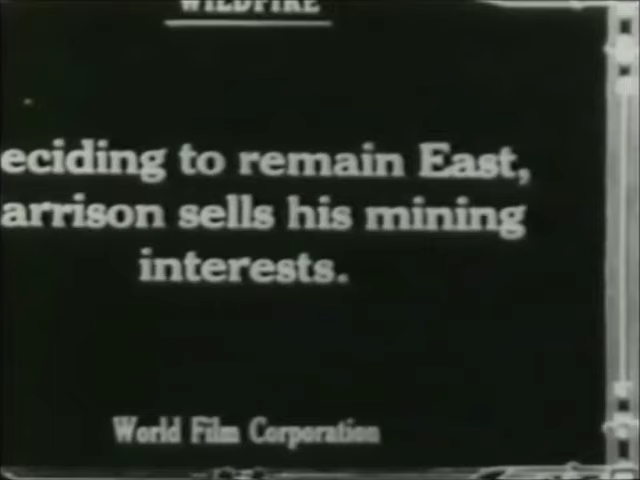 WILDFIRE
eciding to remain East,
arrison sells his mining
interests.
World Film Corporation